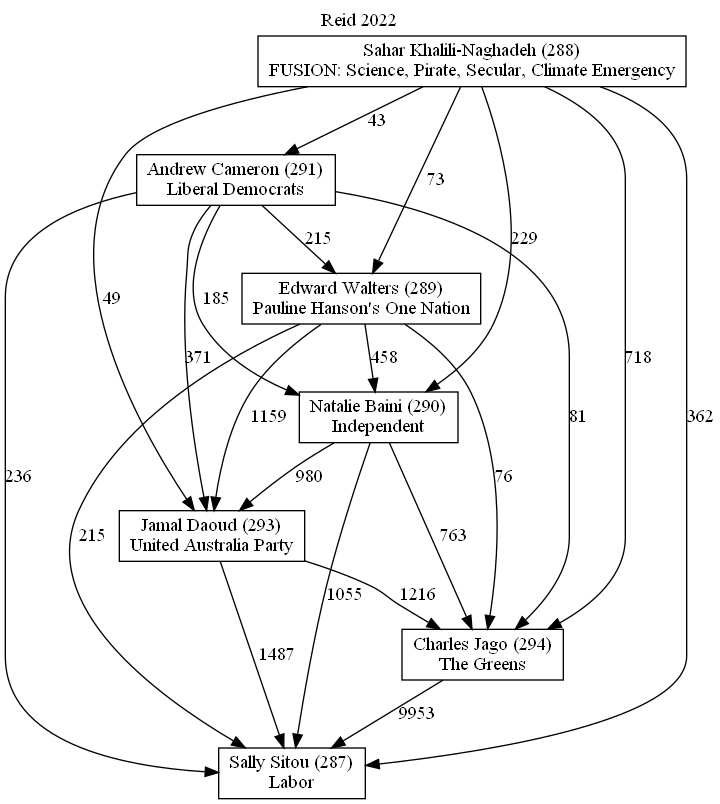 Reid 2022
Sahar Khalili-Naghadeh (288)
FUSION: Science, Pirate, Secular, Climate Emergency
43
Andrew Cameron (291)
Liberal Democrats
73
215
229
Edward Walters (289)
Pauline Hanson's One Nation
49
185
371
458
718
1159
Natalie Baini (290)
Independent
81
362
236
980
76
Jamal Daoud (293)
United Australia Party
215
763
1055
1216
Charles Jago (294)
The Greens
1487
9953
Sally Sitou (287)
Labor